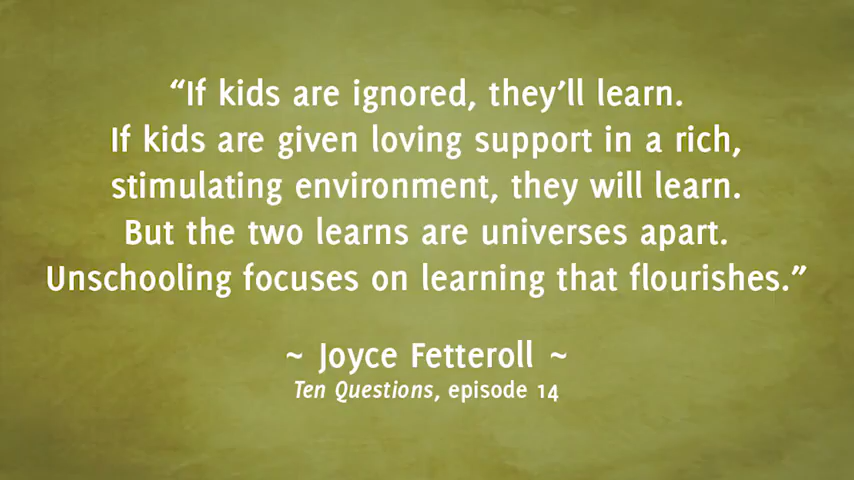 “If kids are ignored, they’ll learn.
If kids are given loving support in a rich,
stimulating environment, they will learn.
But the two learns are universes apart.
Unschooling focuses on learning that flourishes.”
~ Joyce Fetteroll ~
Ten Questions, episode 14